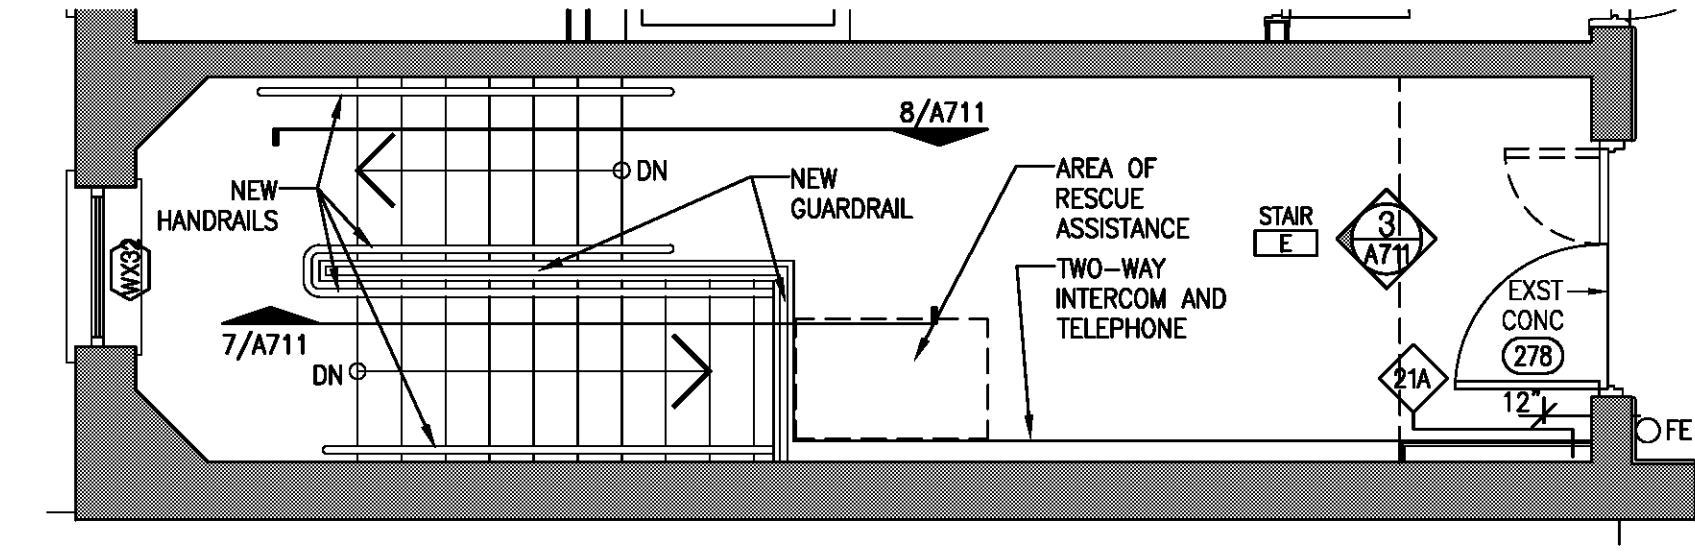 8/A711
DN
NEW
HANDRAILS
NEW
GUARDRAIL
AREA OF
RESCUE
ASSISTANCE
STAIR
E
3
A711
WX32
TWO-WAY
INTERCOM AND
TELEPHONE
EXST
CONC
278
7/A711
DN
21A
12"
FE